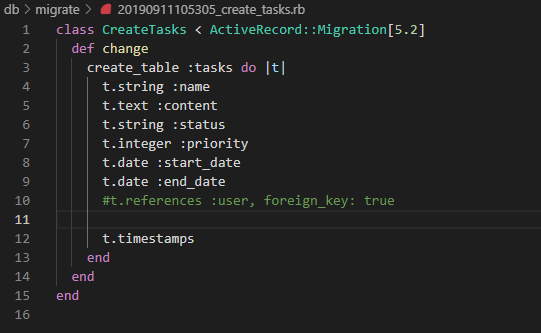 db > migrate > 20190911105305_create_tasks.rb
1 class CreateTasks < ActiveRecord::Migration[5.2]
2   def change
3     create_table :tasks do |t|
4       t.string :name
5       t.text :content
6       t.string :status
7       t.integer :priority
8       t.date :start_date
9       t.date :end_date
10       #t.references :user, foreign_key: true
11
12       t.timestamps
13     end
14   end
15 end
16